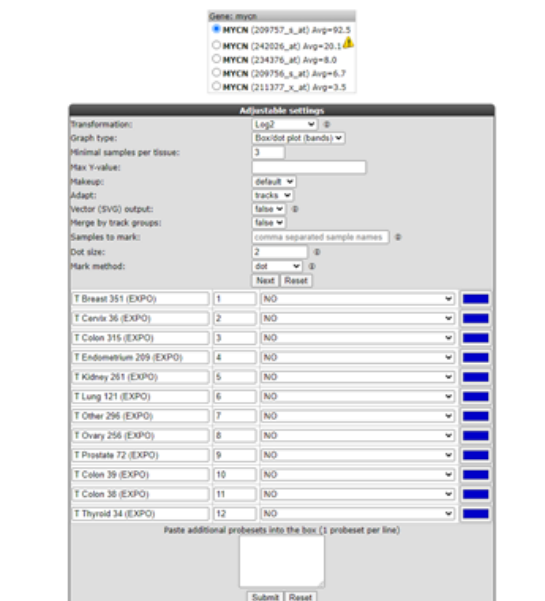 Gene: mycn
MYCN (209757_s_at) Avg=92.5
MYCN (242026_at) Avg=20.1
MYCN (234376_at) Avg=8.0
MYCN (209756_s_at) Avg=6.7
MYCN (211377_x_at) Avg=3.5
Adjustable settings
Transformation: Log2
Graph type: Box/dot plot (bands)
Minimal samples per tissue: 3
Max Y-value:
Makeup: default
Adapt: tracks
Vector (SVG) output: false
Merge by track groups: false
Samples to mark: comma separated sample names
Dot size: 2
Mark method: dot
Next Reset
T Breast 351 (EXPO) 1 NO
T Cervix 36 (EXPO) 2 NO
T Colon 315 (EXPO) 3 NO
T Endometrium 209 (EXPO) 4 NO
T Kidney 261 (EXPO) 5 NO
T Lung 121 (EXPO) 6 NO
T Other 296 (EXPO) 7 NO
T Ovary 256 (EXPO) 8 NO
T Prostate 72 (EXPO) 9 NO
T Colon 39 (EXPO) 10 NO
T Colon 38 (EXPO) 11 NO
T Thyroid 34 (EXPO) 12 NO
Paste additional probesets into the box (1 probeset per line)
Submit Reset